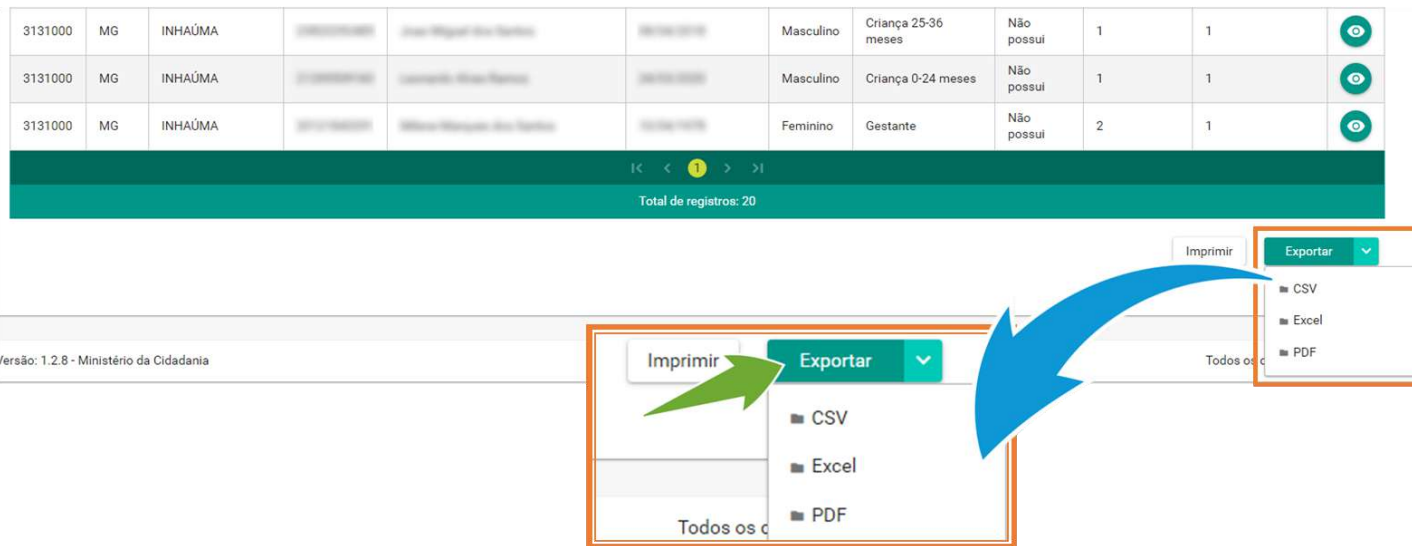 3131000 MG INHAÚMA Masculino Criança 25-36 meses Não possui 1 1
3131000 MG INHAÚMA Masculino Criança 0-24 meses Não possui 1 1
3131000 MG INHAÚMA Feminino Gestante Não possui 2 1
1
Total de registros: 20
Imprimir Exportar
CSV
Excel
PDF
Versão: 1.2.8 - Ministério da Cidadania
Todos os
Imprimir Exportar
CSV
Excel
PDF
Todos os